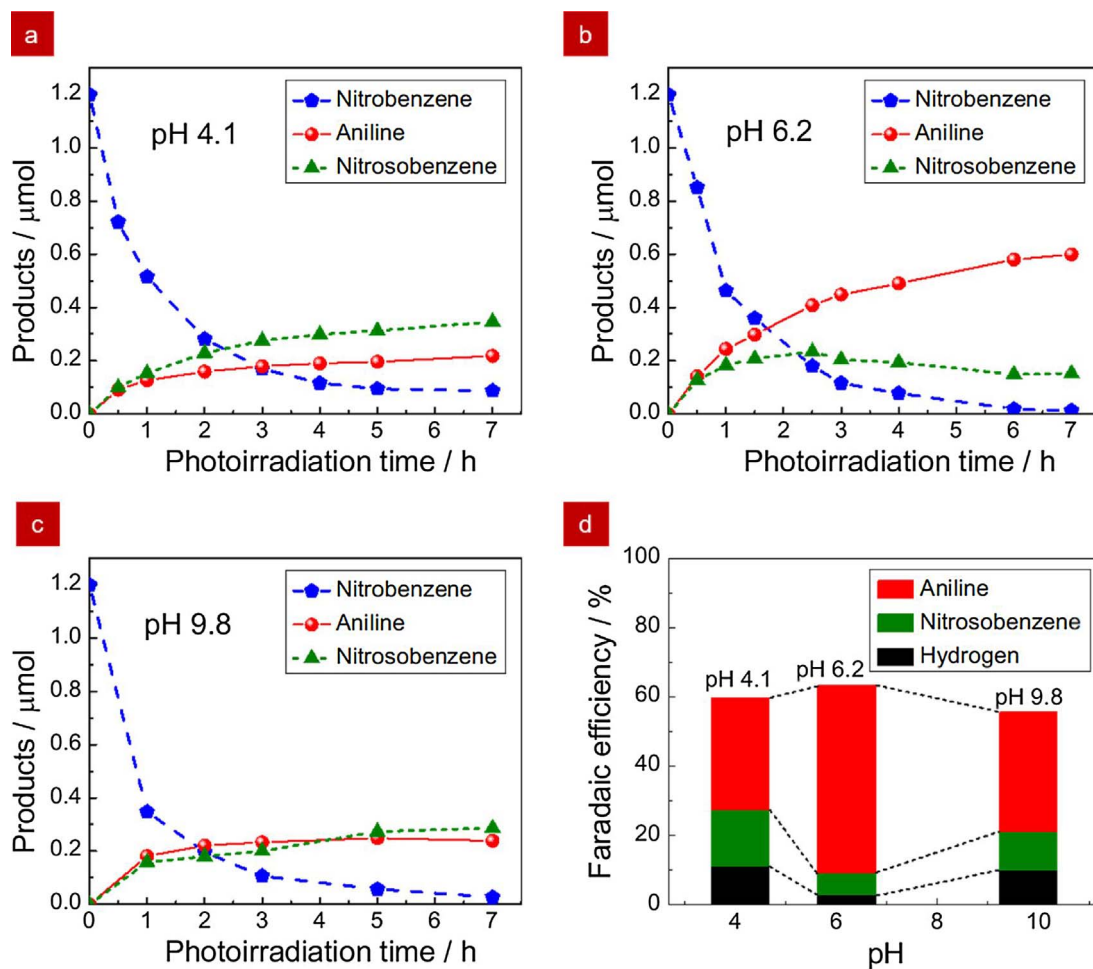 a
Products / μmol
1.2
1.0
0.8
0.6
0.4
0.2
0.0
pH 4.1
Nitrobenzene
Aniline
Nitrosobenzene
0 1 2 3 4 5 6 7
Photoirradiation time / h
b
Products / μmol
1.2
1.0
0.8
0.6
0.4
0.2
0.0
pH 6.2
Nitrobenzene
Aniline
Nitrosobenzene
0 1 2 3 4 5 6 7
Photoirradiation time / h
c
Products / μmol
1.2
1.0
0.8
0.6
0.4
0.2
0.0
pH 9.8
Nitrobenzene
Aniline
Nitrosobenzene
0 1 2 3 4 5 6 7
Photoirradiation time / h
d
Faradaic efficiency / %
100
80
60
40
20
0
Aniline
Nitrosobenzene
Hydrogen
pH 4.1
pH 6.2
pH 9.8
4 6 8 10
pH